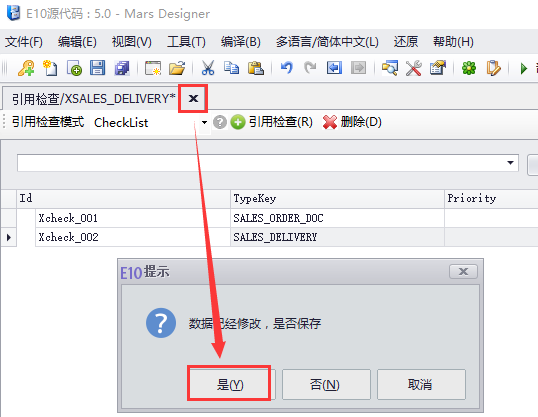 E10源代码 : 5.0 - Mars Designer
文件(F) 编辑(E) 视图(V) 工具(T) 编译(B) 多语言/简体中文(L) 还原 帮助(H)
引用检查/XSALES_DELIVERY*
引用检查模式 CheckList 引用检查(R) 删除(D)
Id TypeKey Priority
Xcheck_001 SALES_ORDER_DOC
Xcheck_002 SALES_DELIVERY
E10 提示
数据已经修改，是否保存
是(Y) 否(N) 取消